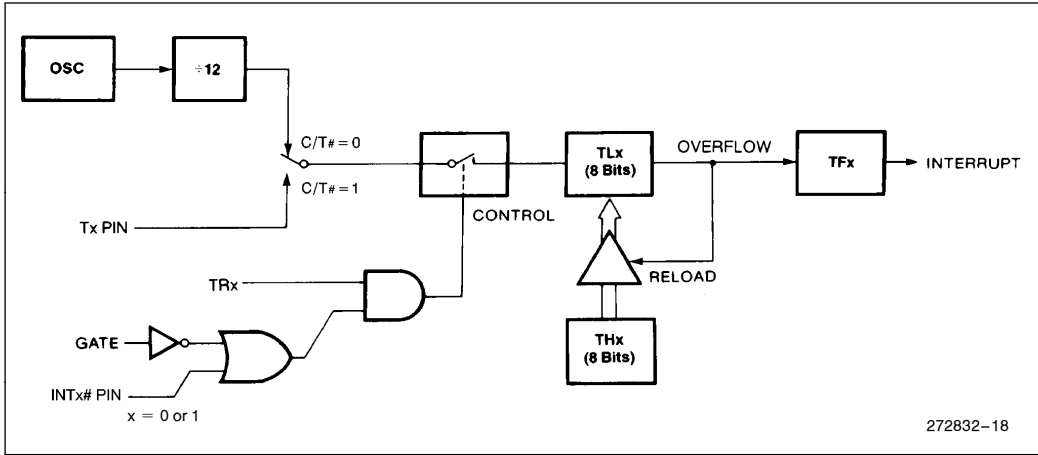 OSC
÷12
C/T# = 0
C/T# = 1
Tx PIN
CONTROL
TLx
(8 Bits)
OVERFLOW
TFx
INTERRUPT
RELOAD
TRx
GATE
INTx# PIN
x = 0 or 1
THx
(8 Bits)
272832–18